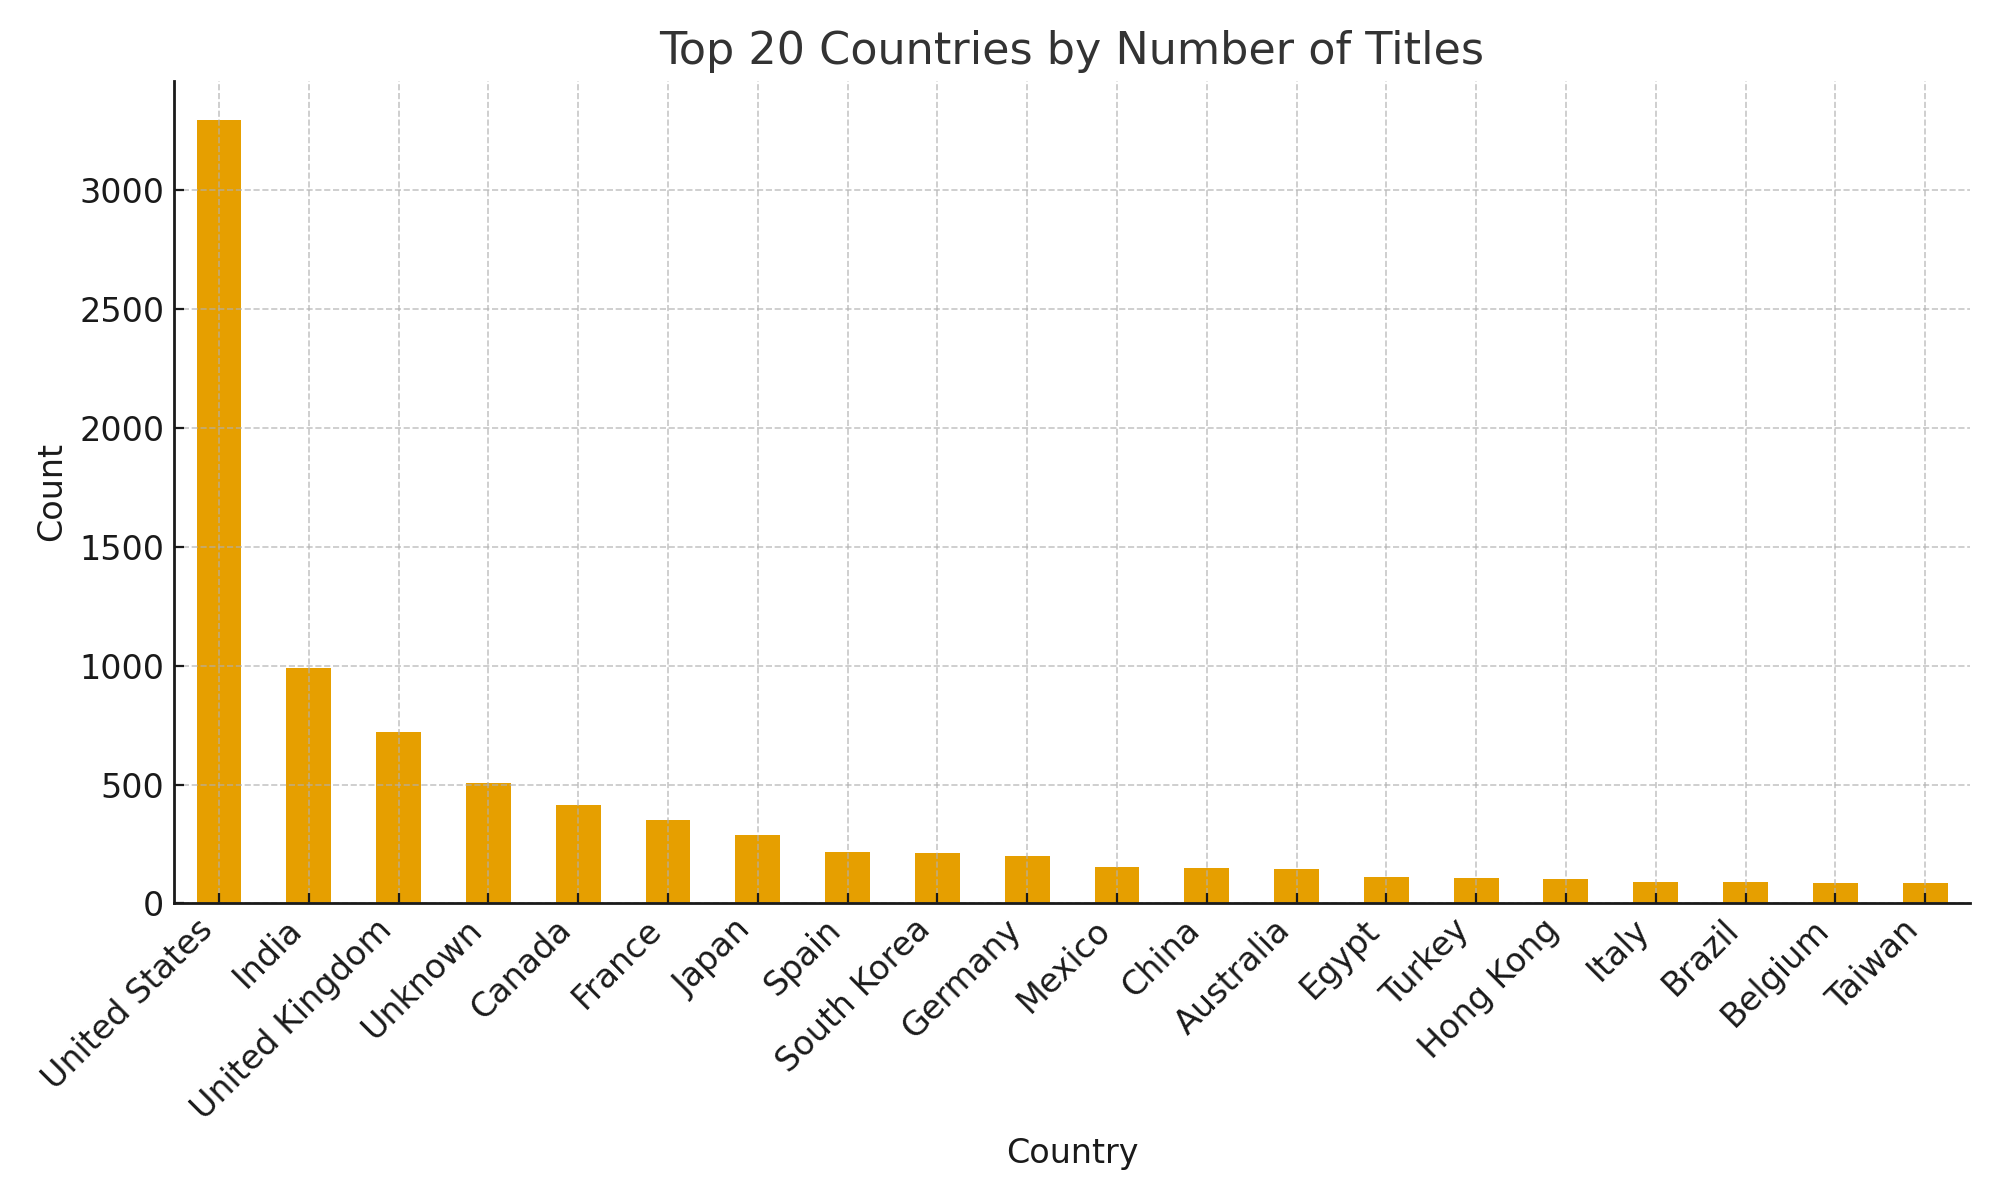 Top 20 Countries by Number of Titles
Count
3000
2500
2000
1500
1000
500
0
United States
India
United Kingdom
Unknown
Canada
France
Japan
Spain
South Korea
Germany
Mexico
China
Australia
Egypt
Turkey
Hong Kong
Italy
Brazil
Belgium
Taiwan
Country